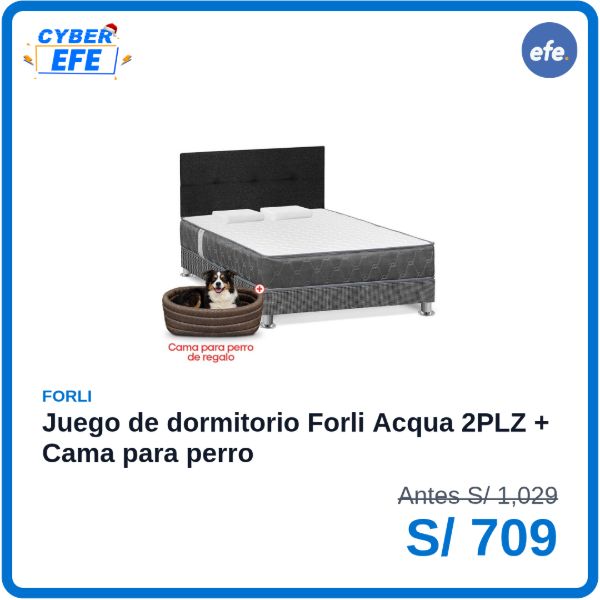 CYBER
EFE
efe.
Cama para perro
de regalo
FORLI
Juego de dormitorio Forli Acqua 2PLZ +
Cama para perro
Antes S/ 1,029
S/ 709